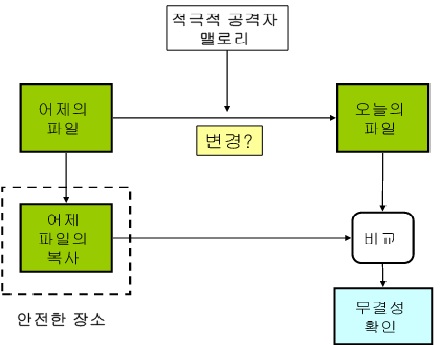 적극적 공격자
맬로리
어제의
파일
변경?
오늘의
파일
어제
파일의
복사
비교
안전한 장소
무결성
확인